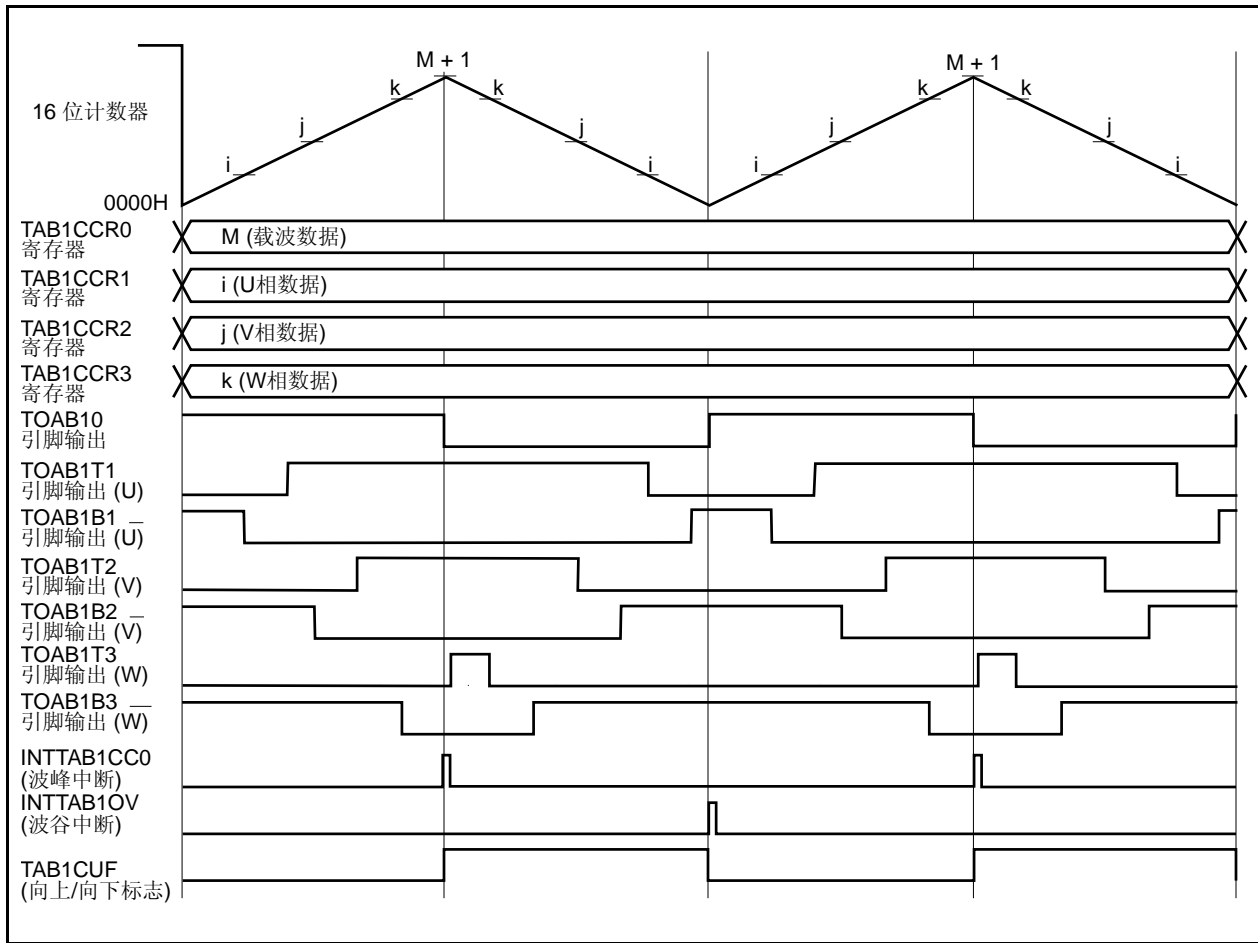 M + 1
M + 1
k
k
k
k
16 位计数器
j
j
j
j
i
i
i
i
0000H
TAB1CCR0
寄存器
M (载波数据)
TAB1CCR1
寄存器
i (U相数据)
TAB1CCR2
寄存器
j (V相数据)
TAB1CCR3
寄存器
k (W相数据)
TOAB10
引脚输出
TOAB1T1
引脚输出 (U)
TOAB1B1
引脚输出 (U̅)
TOAB1T2
引脚输出 (V)
TOAB1B2
引脚输出 (V̅)
TOAB1T3
引脚输出 (W)
TOAB1B3
引脚输出 (W̅)
INTTAB1CC0
(波峰中断)
INTTAB1OV
(波谷中断)
TAB1CUF
(向上/向下标志)